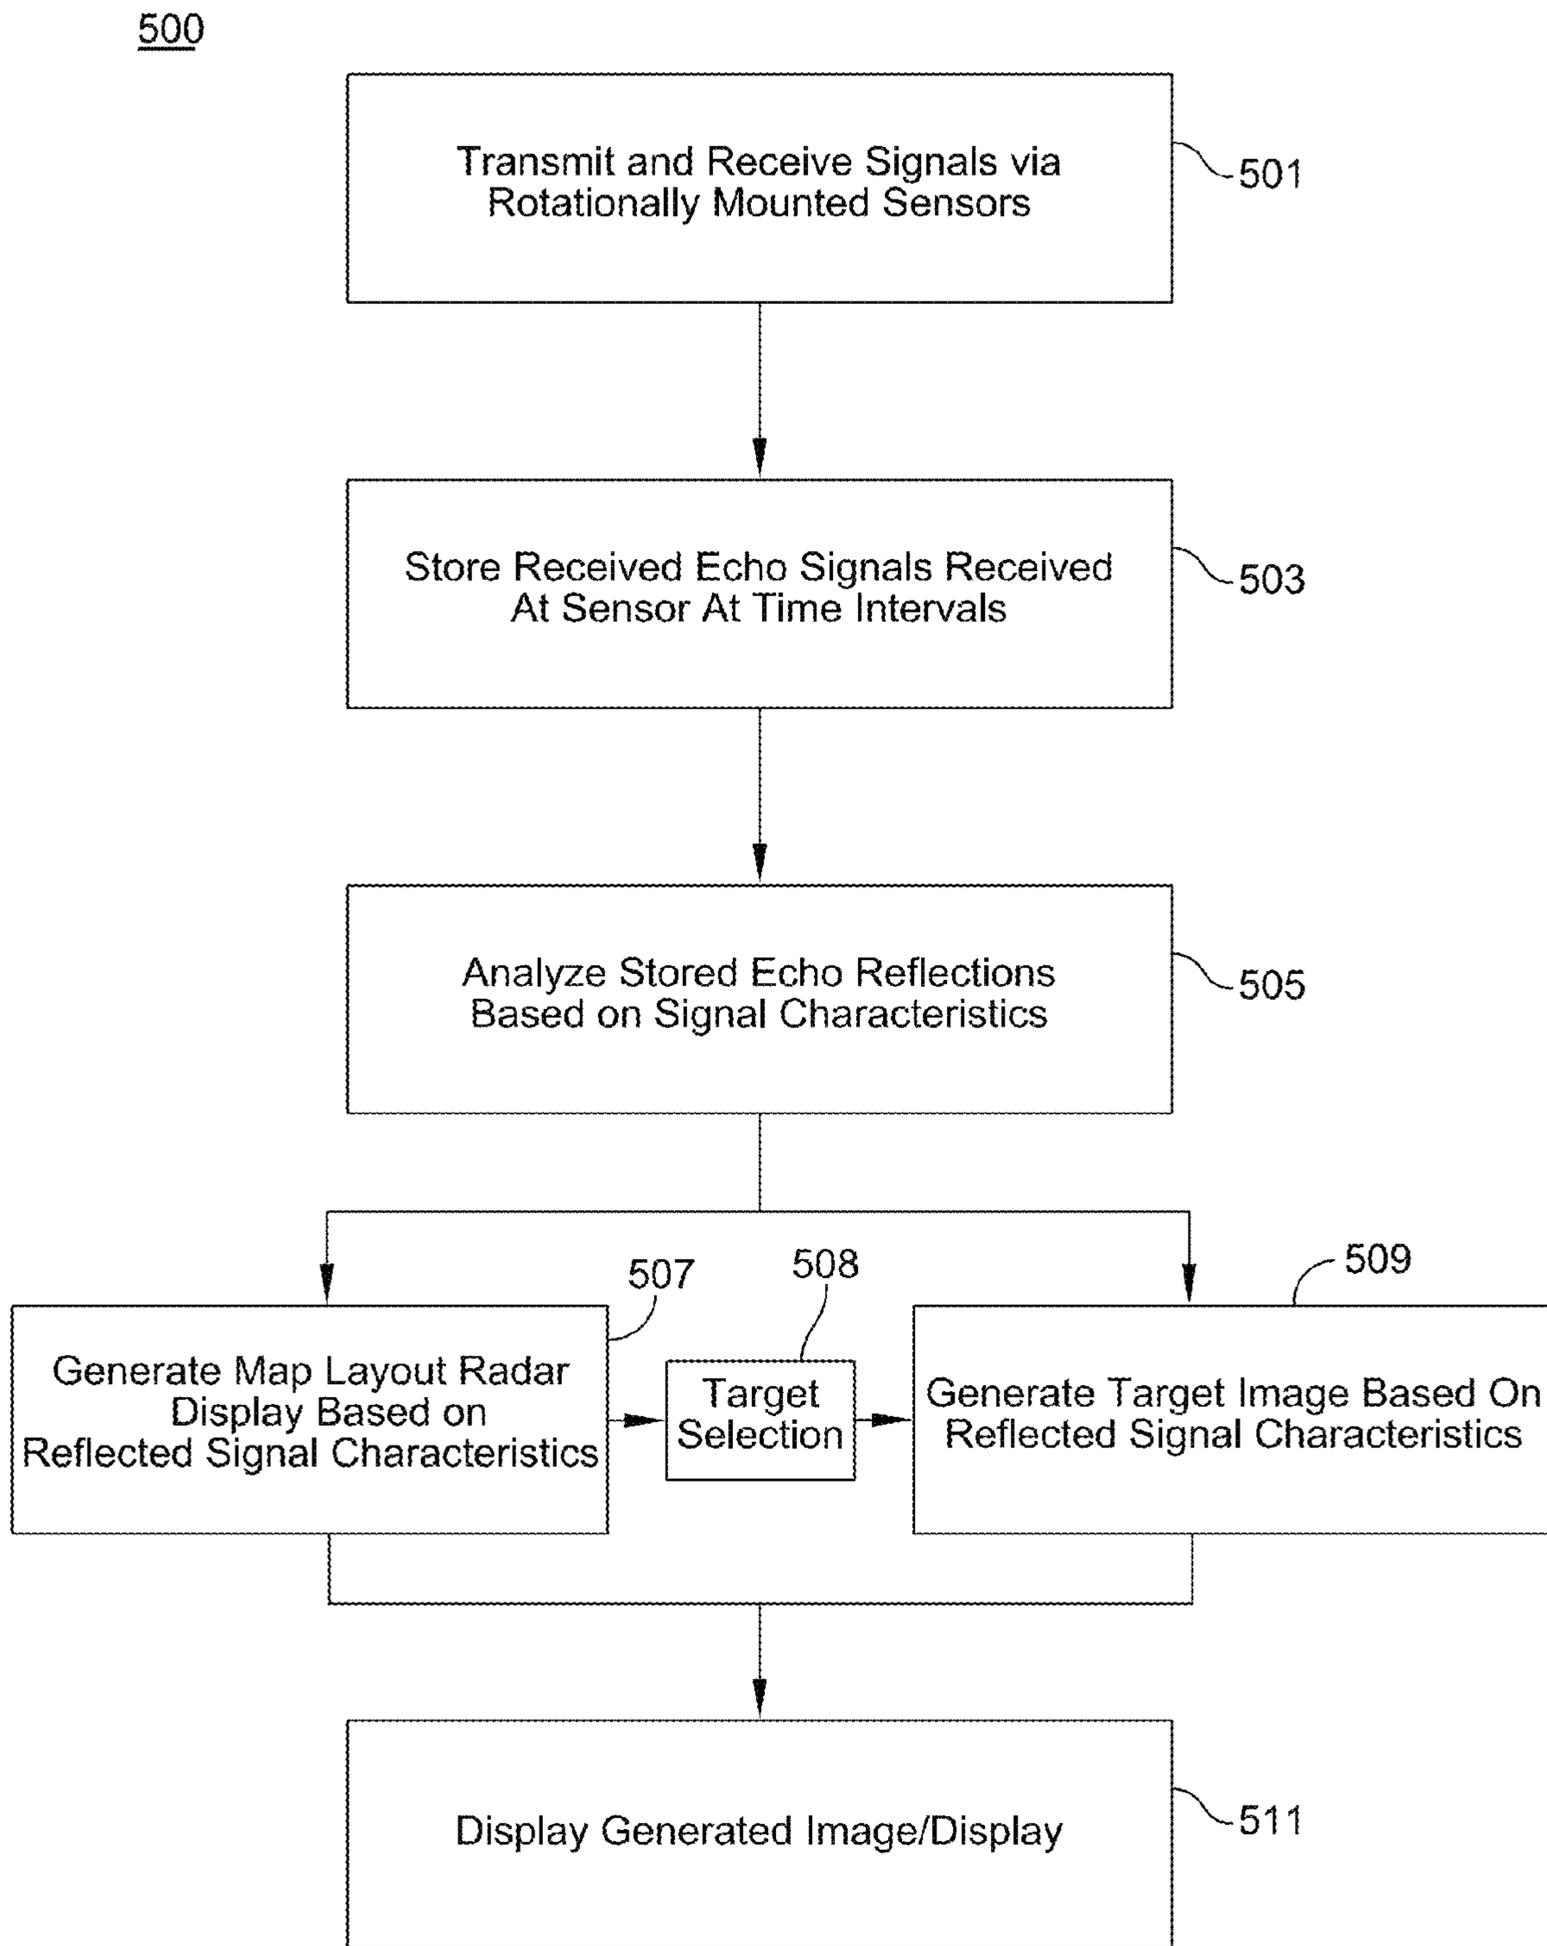 500
Transmit and Receive Signals via
Rotationally Mounted Sensors
501
Store Received Echo Signals Received
At Sensor At Time Intervals
503
Analyze Stored Echo Reflections
Based on Signal Characteristics
505
507
508
509
Generate Map Layout Radar
Display Based on
Reflected Signal Characteristics
Target
Selection
Generate Target Image Based On
Reflected Signal Characteristics
Display Generated Image/Display
511